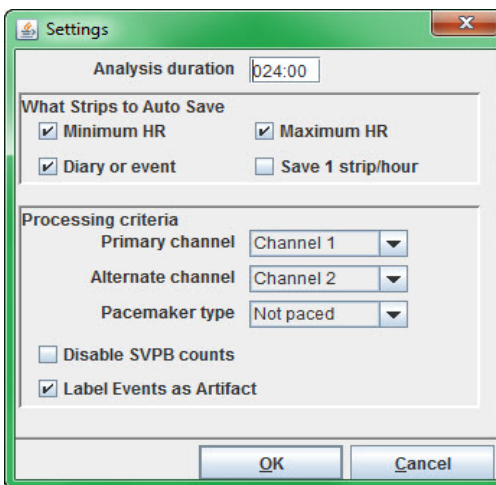 Settings
Analysis duration 024:00
What Strips to Auto Save
Minimum HR Maximum HR
Diary or event Save 1 strip/hour
Processing criteria
Primary channel Channel 1
Alternate channel Channel 2
Pacemaker type Not paced
Disable SVPB counts
Label Events as Artifact
OK Cancel